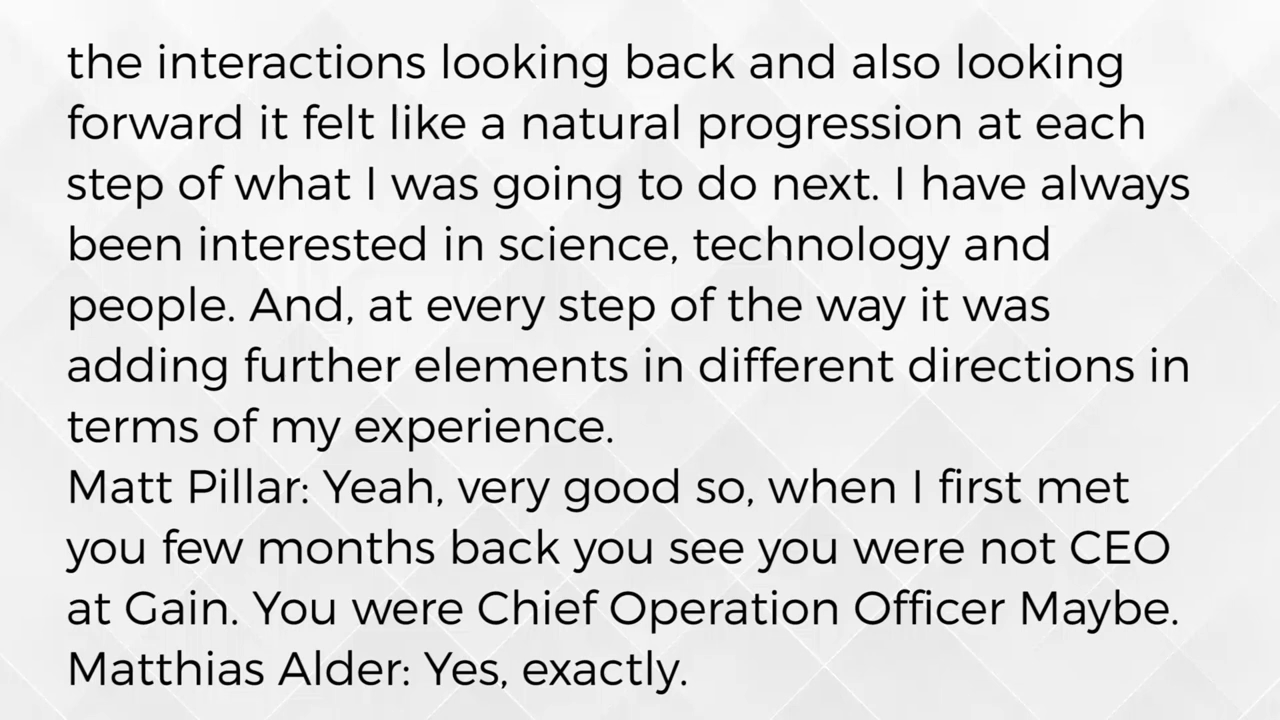 the interactions looking back and also looking
forward it felt like a natural progression at each
step of what I was going to do next. I have always
been interested in science, technology and
people. And, at every step of the way it was
adding further elements in different directions in
terms of my experience.
Matt Pillar: Yeah, very good so, when I first met
you few months back you see you were not CEO
at Gain. You were Chief Operation Officer Maybe.
Matthias Alder: Yes, exactly.